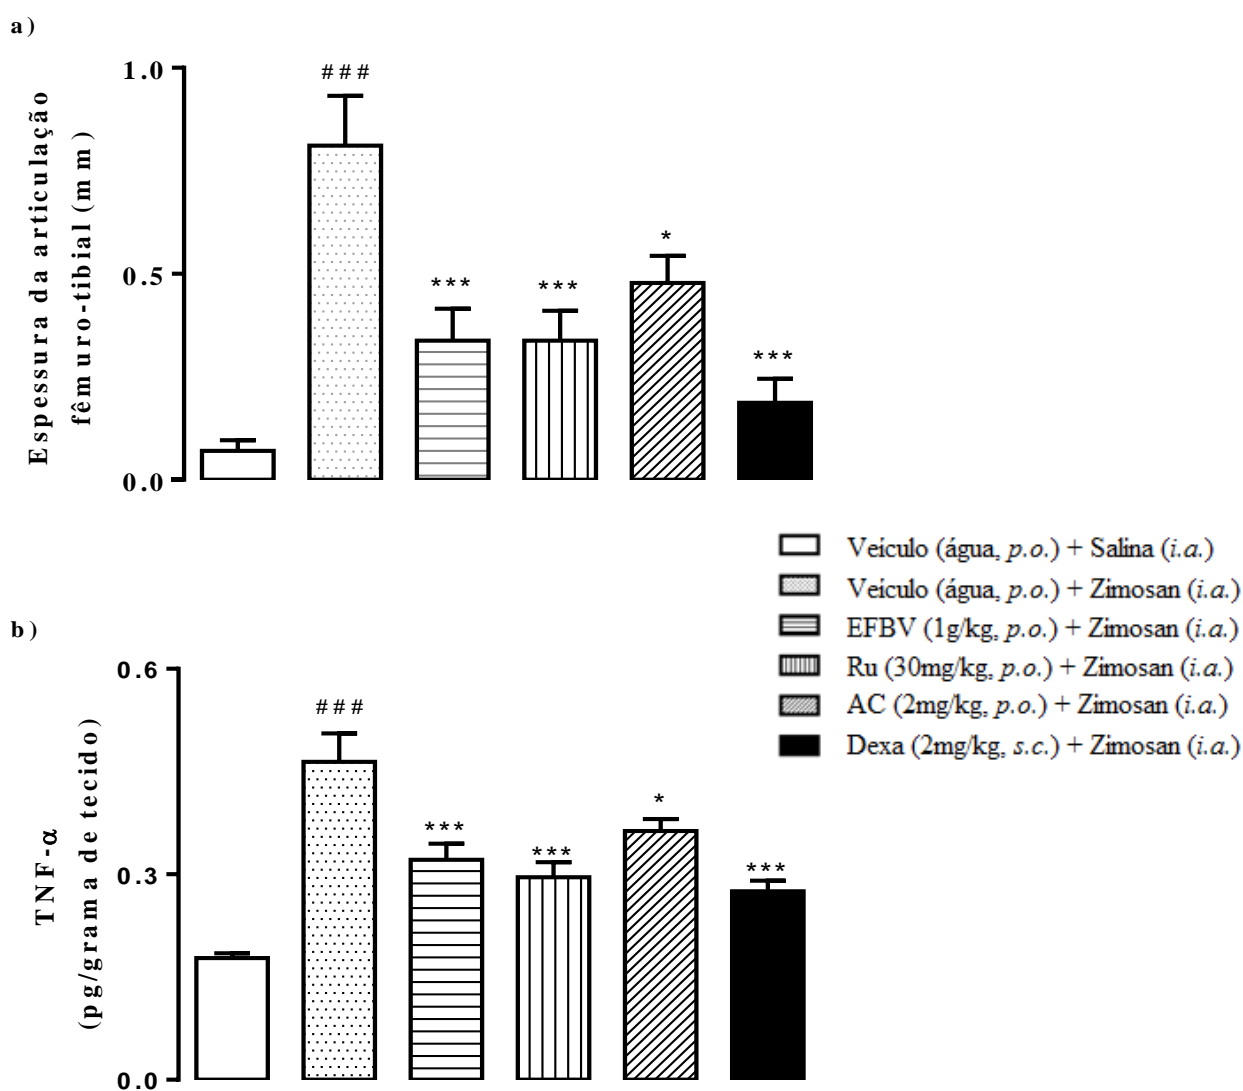 a)
Espessura da articulação
fêmuro-tibial (mm)
1.0
0.5
0.0
###
***
***
*
***
Veículo (água, p.o.) + Salina (i.a.)
Veículo (água, p.o.) + Zimosan (i.a.)
EFBV (1g/kg, p.o.) + Zimosan (i.a.)
Ru (30mg/kg, p.o.) + Zimosan (i.a.)
AC (2mg/kg, p.o.) + Zimosan (i.a.)
Dexa (2mg/kg, s.c.) + Zimosan (i.a.)
b)
TNF-α
(pg/grama de tecido)
0.6
0.3
0.0
###
***
***
*
***